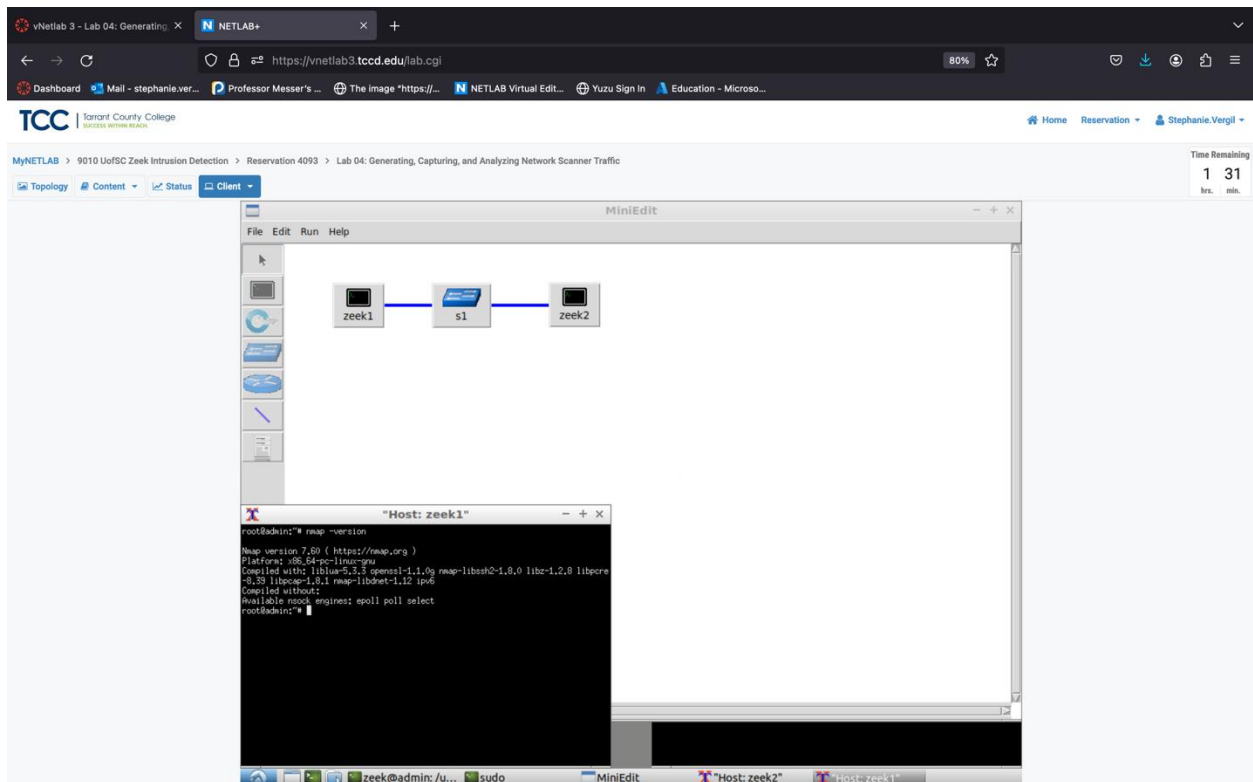 vNetlab 3 - Lab 04: Generating,
NETLAB+
https://vnetlab3.tccd.edu/lab.cgi
80%
Dashboard Mail - stephanie.ver... Professor Messer's ... The image "https://... NETLAB Virtual Edit... Yuzu Sign In Education - Microso...
TCC Tarrant County College
SUCCESS WITHIN REACH.
Home Reservation Stephanie.Vergil
MyNETLAB > 9010 UofSC Zeek Intrusion Detection > Reservation 4093 > Lab 04: Generating, Capturing, and Analyzing Network Scanner Traffic
Time Remaining
1 31
hrs. min.
Topology Content Status Client
MiniEdit
File Edit Run Help
zeek1 s1 zeek2
"Host: zeek1"
root@admin:~# nmap -version
Nmap version 7.60 ( https://nmap.org )
Platform: x86_64-pc-linux-gnu
Compiled with: liblua-5.3.3 openssl-1.1.0g nmap-libssh2-1.8.0 libz-1.2.8 libpcre
-8.39 libpcap-1.8.1 nmap-libdnet-1.12 ipv6
Compiled without:
Available nsock engines: epoll poll select
root@admin:~#
zeek@admin: /u... sudo MiniEdit "Host: zeek2" "Host: zeek1"